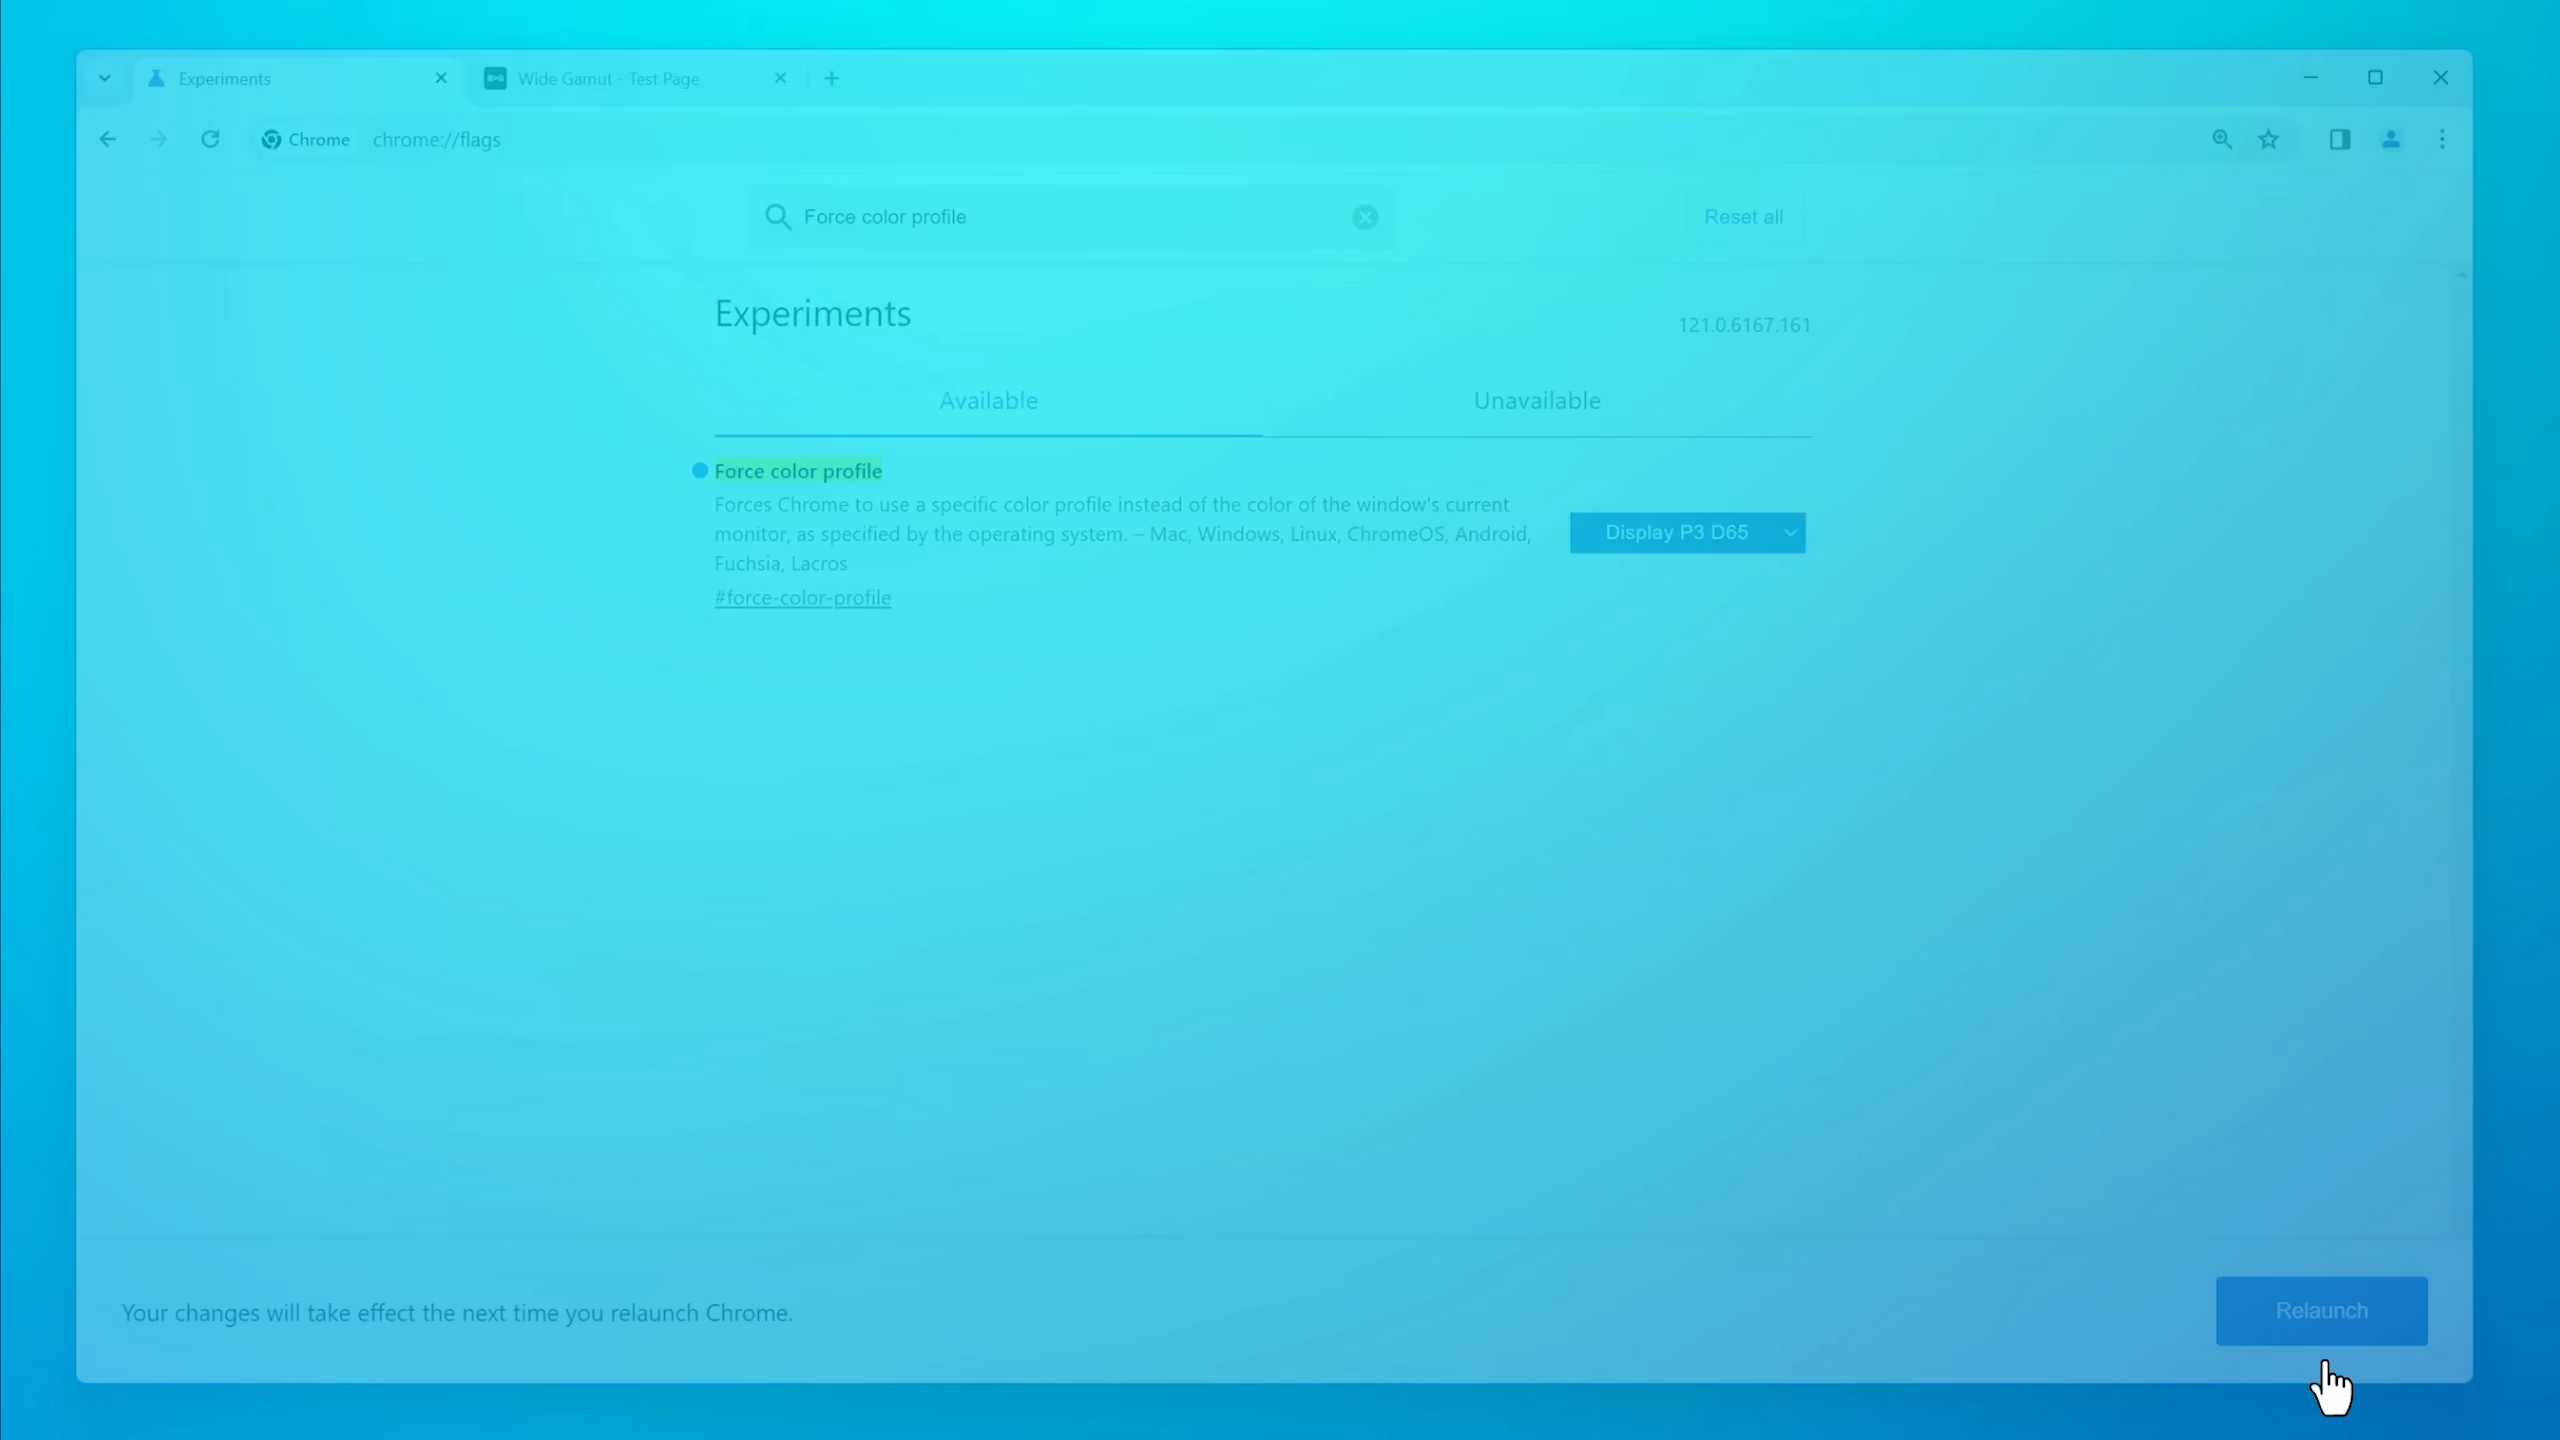 Experiments
Wide Gamut - Test Page
Chrome
chrome://flags
Force color profile
Reset all
Experiments
121.0.6167.161
Available
Unavailable
Force color profile
Forces Chrome to use a specific color profile instead of the color of the window's current
monitor, as specified by the operating system. – Mac, Windows, Linux, ChromeOS, Android,
Fuchsia, Lacros
Display P3 D65
#force-color-profile
Your changes will take effect the next time you relaunch Chrome.
Relaunch